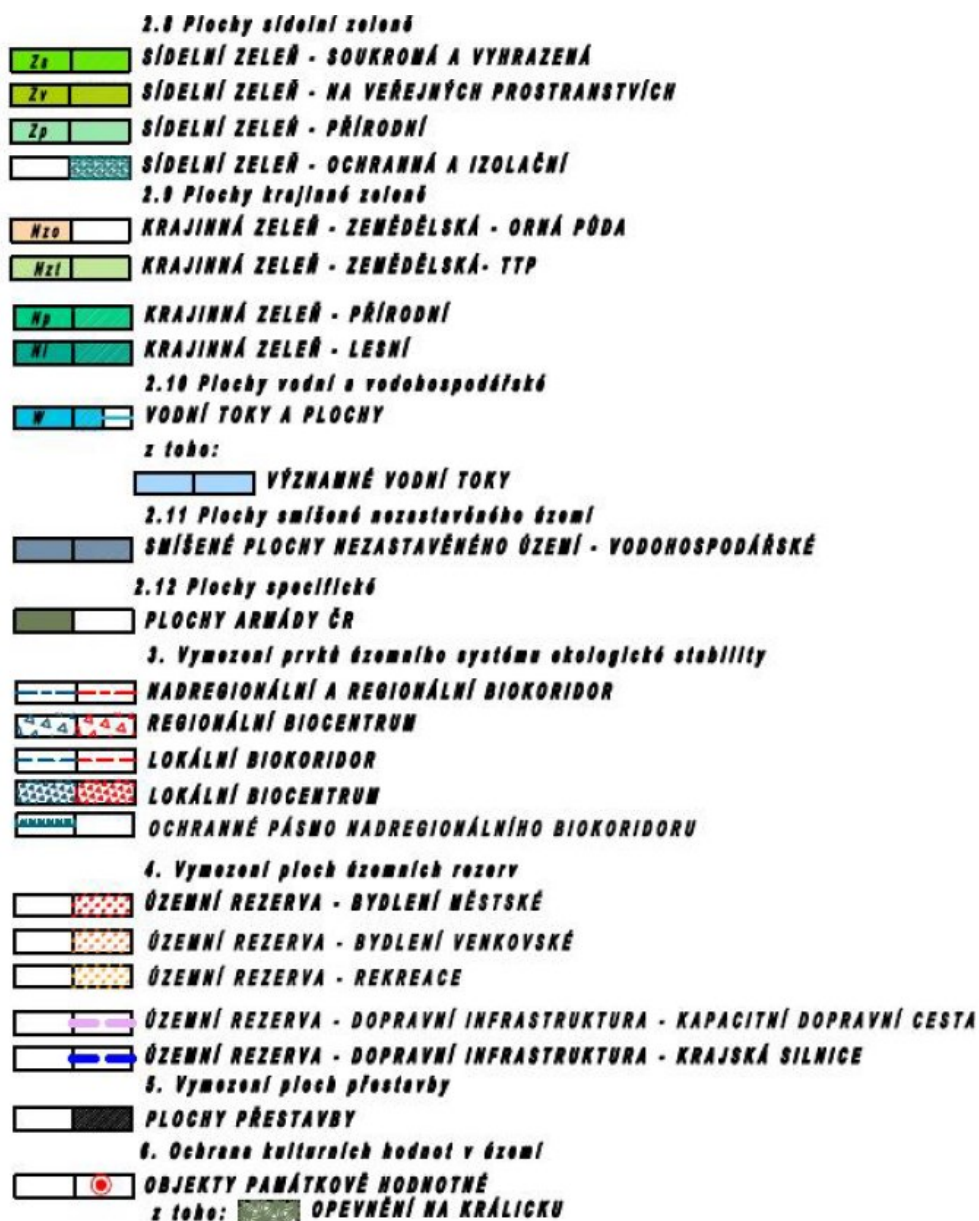 2.8 Plochy sídelní zeleně
Zs SÍDELNÍ ZELEŇ - SOUKROMÁ A VYHRAZENÁ
Zv SÍDELNÍ ZELEŇ - NA VEŘEJNÝCH PROSTRANSTVÍCH
Zp SÍDELNÍ ZELEŇ - PŘÍRODNÍ
SÍDELNÍ ZELEŇ - OCHRANNÁ A IZOLAČNÍ
2.9 Plochy krajinné zeleně
Nzo KRAJINNÁ ZELEŇ - ZEMĚDĚLSKÁ - ORNÁ PŮDA
Nzt KRAJINNÁ ZELEŇ - ZEMĚDĚLSKÁ- TTP
Np KRAJINNÁ ZELEŇ - PŘÍRODNÍ
Nl KRAJINNÁ ZELEŇ - LESNÍ
2.10 Plochy vodní a vodohospodářské
W VODNÍ TOKY A PLOCHY
z toho:
VÝZNAMNÉ VODNÍ TOKY
2.11 Plochy smíšené nezastavěného území
SMÍŠENÉ PLOCHY NEZASTAVĚNÉHO ÚZEMÍ - VODOHOSPODÁŘSKÉ
2.12 Plochy specifické
PLOCHY ARMÁDY ČR
3. Vymezení prvků územního systému ekologické stability
NADREGIONÁLNÍ A REGIONÁLNÍ BIOKORIDOR
REGIONÁLNÍ BIOCENTRUM
LOKÁLNÍ BIOKORIDOR
LOKÁLNÍ BIOCENTRUM
OCHRANNÉ PÁSMO NADREGIONÁLNÍHO BIOKORIDORU
4. Vymezení ploch územních rezerv
ÚZEMNÍ REZERVA - BYDLENÍ MĚSTSKÉ
ÚZEMNÍ REZERVA - BYDLENÍ VENKOVSKÉ
ÚZEMNÍ REZERVA - REKREACE
ÚZEMNÍ REZERVA - DOPRAVNÍ INFRASTRUKTURA - KAPACITNÍ DOPRAVNÍ CESTA
ÚZEMNÍ REZERVA - DOPRAVNÍ INFRASTRUKTURA - KRAJSKÁ SILNICE
5. Vymezení ploch přestavby
PLOCHY PŘESTAVBY
6. Ochrana kulturních hodnot v území
OBJEKTY PAMÁTKOVĚ HODNOTNÉ
z toho: OPEVNĚNÍ NA KRÁLICKU